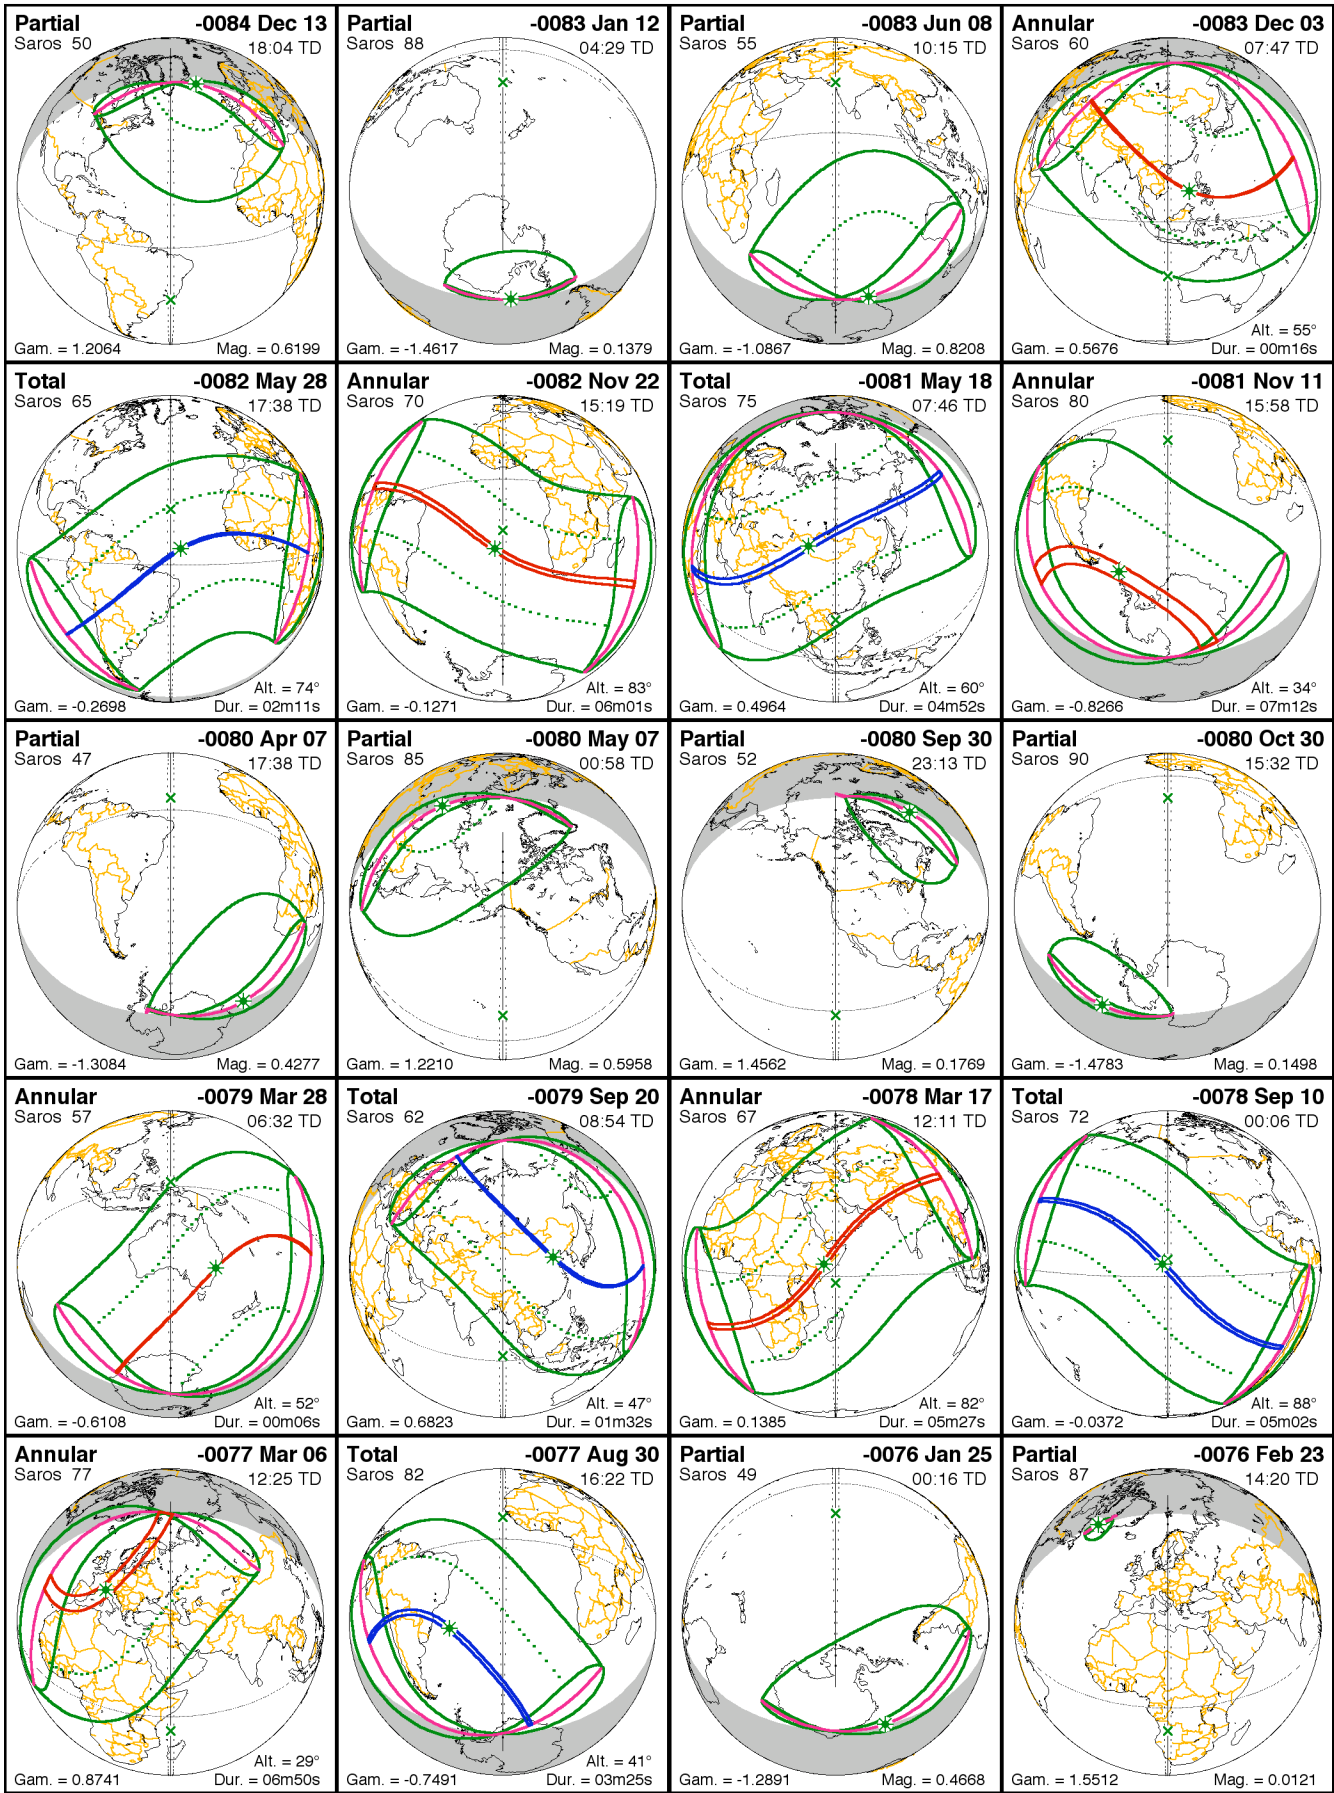 Partial -0084 Dec 13
Saros 50 18:04 TD
Gam. = 1.2064 Mag. = 0.6199
Partial -0083 Jan 12
Saros 88 04:29 TD
Gam. = -1.4617 Mag. = 0.1379
Partial -0083 Jun 08
Saros 55 10:15 TD
Gam. = -1.0867 Mag. = 0.8208
Annular -0083 Dec 03
Saros 60 07:47 TD
Alt. = 55°
Gam. = 0.5676 Dur. = 00m16s
Total -0082 May 28
Saros 65 17:38 TD
Alt. = 74°
Gam. = -0.2698 Dur. = 02m11s
Annular -0082 Nov 22
Saros 70 15:19 TD
Alt. = 83°
Gam. = -0.1271 Dur. = 06m01s
Total -0081 May 18
Saros 75 07:46 TD
Alt. = 60°
Gam. = 0.4964 Dur. = 04m52s
Annular -0081 Nov 11
Saros 80 15:58 TD
Alt. = 34°
Gam. = -0.8266 Dur. = 07m12s
Partial -0080 Apr 07
Saros 47 17:38 TD
Gam. = -1.3084 Mag. = 0.4277
Partial -0080 May 07
Saros 85 00:58 TD
Gam. = 1.2210 Mag. = 0.5958
Partial -0080 Sep 30
Saros 52 23:13 TD
Gam. = 1.4562 Mag. = 0.1769
Partial -0080 Oct 30
Saros 90 15:32 TD
Gam. = -1.4783 Mag. = 0.1498
Annular -0079 Mar 28
Saros 57 06:32 TD
Alt. = 52°
Gam. = -0.6108 Dur. = 00m06s
Total -0079 Sep 20
Saros 62 08:54 TD
Alt. = 47°
Gam. = 0.6823 Dur. = 01m32s
Annular -0078 Mar 17
Saros 67 12:11 TD
Alt. = 82°
Gam. = 0.1385 Dur. = 05m27s
Total -0078 Sep 10
Saros 72 00:06 TD
Alt. = 88°
Gam. = -0.0372 Dur. = 05m02s
Annular -0077 Mar 06
Saros 77 12:25 TD
Alt. = 29°
Gam. = 0.8741 Dur. = 06m50s
Total -0077 Aug 30
Saros 82 16:22 TD
Alt. = 41°
Gam. = -0.7491 Dur. = 03m25s
Partial -0076 Jan 25
Saros 49 00:16 TD
Gam. = -1.2891 Mag. = 0.4668
Partial -0076 Feb 23
Saros 87 14:20 TD
Gam. = 1.5512 Mag. = 0.0121